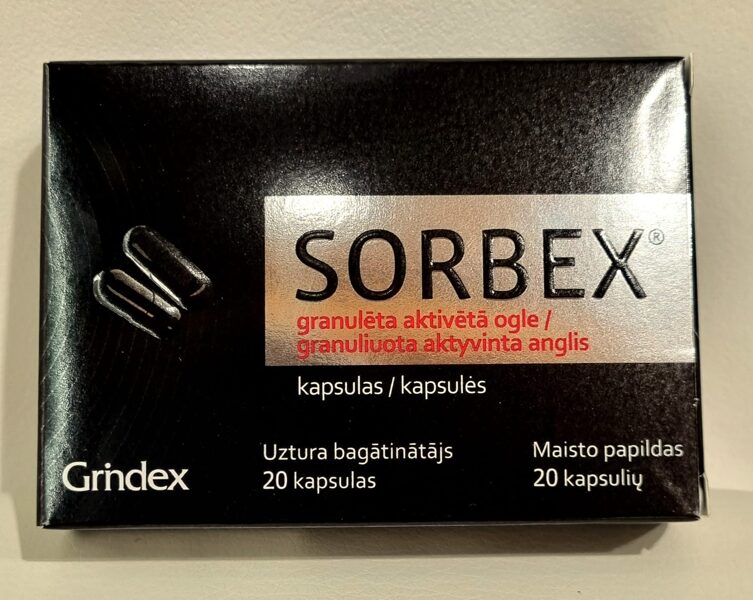 SORBEX®
granulēta aktivētā ogle /
granuliuota aktyvinta anglis
kapsulas / kapsulės
Uztura bagātinātājs
20 kapsulas
Maisto papildas
20 kapsulių
Grindex